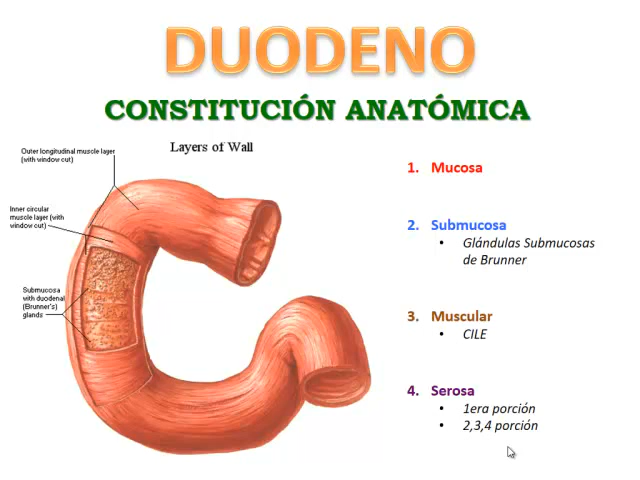 DUODENO
CONSTITUCIÓN ANATÓMICA
Layers of Wall
Outer longitudinal muscle layer
(with window cut)
Inner circular
muscle layer (with
window cut)
Submucosa
with duodenal
(Brunner's)
glands
1. Mucosa
2. Submucosa
• Glándulas Submucosas
de Brunner
3. Muscular
• CILE
4. Serosa
• 1era porción
• 2,3,4 porción